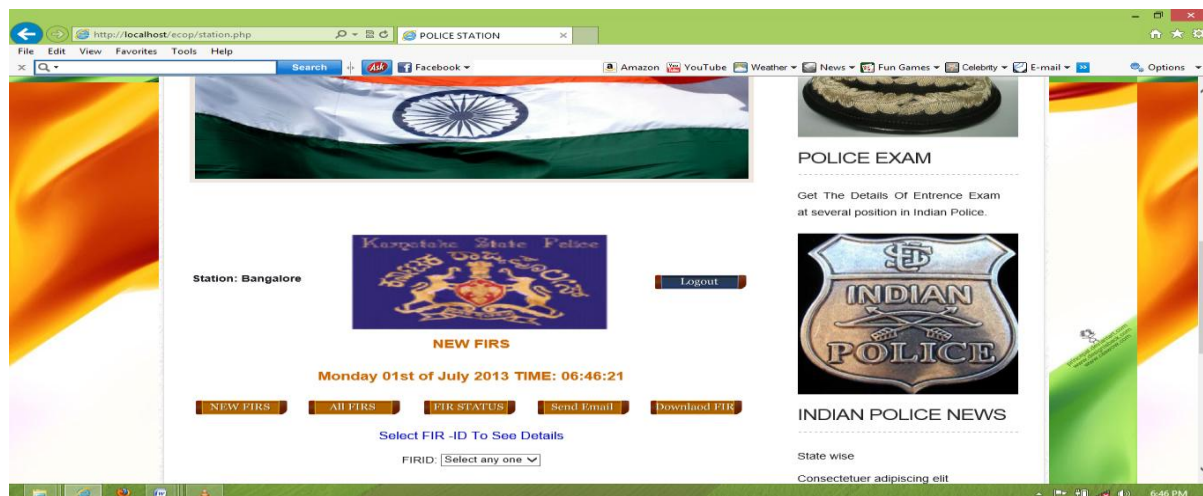 http://localhost/ecop/station.php
POLICE STATION
File Edit View Favorites Tools Help
Search Ask Facebook Amazon YouTube Weather News Fun Games Celebrity E-mail Options
POLICE EXAM
Get The Details Of Entrence Exam
at several position in Indian Police.
Karnataka State Police
Station: Bangalore
Logout
INDIAN
POLICE
NEW FIRS
Monday 01st of July 2013 TIME: 06:46:21
NEW FIRS All FIRS FIR STATUS Send Email Downlaod FIR
INDIAN POLICE NEWS
Select FIR -ID To See Details
FIRID: Select any one
State wise
Consectetuer adipiscing elit
6:46 PM